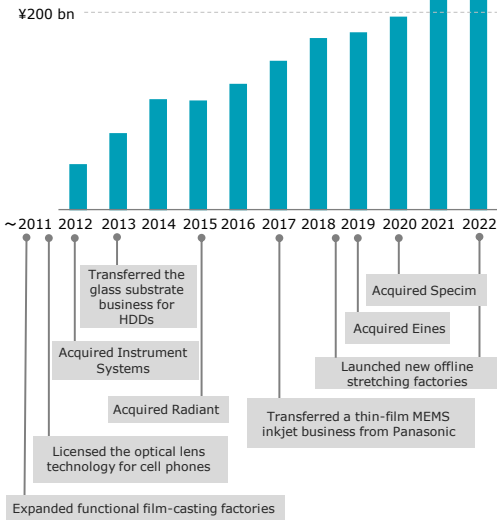 ¥200 bn
～2011 2012 2013 2014 2015 2016 2017 2018 2019 2020 2021 2022
Transferred the
glass substrate
business for
HDDs
Acquired Specim
Acquired Eines
Acquired Instrument
Systems
Launched new offline
stretching factories
Acquired Radiant
Transferred a thin-film MEMS
inkjet business from Panasonic
Licensed the optical lens
technology for cell phones
Expanded functional film-casting factories